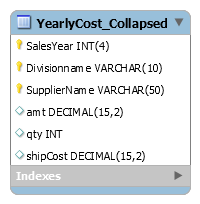 YearlyCost_Collapsed
SalesYear INT(4)
Divisionname VARCHAR(10)
SupplierName VARCHAR(50)
amt DECIMAL(15,2)
qty INT
shipCost DECIMAL(15,2)
Indexes